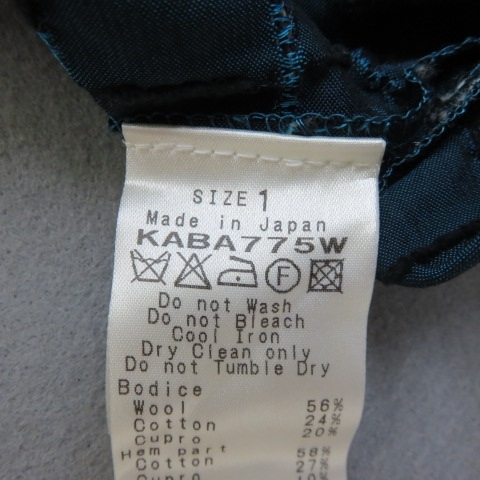 SIZE 1
Made in Japan
KABA775W
F
Do not Wash
Do not Bleach
Cool Iron
Dry Clean only
Do not Tumble Dry
Bodice
Wool 56%
Cotton 24%
Cupro 20%
Hem part
Cotton 27%